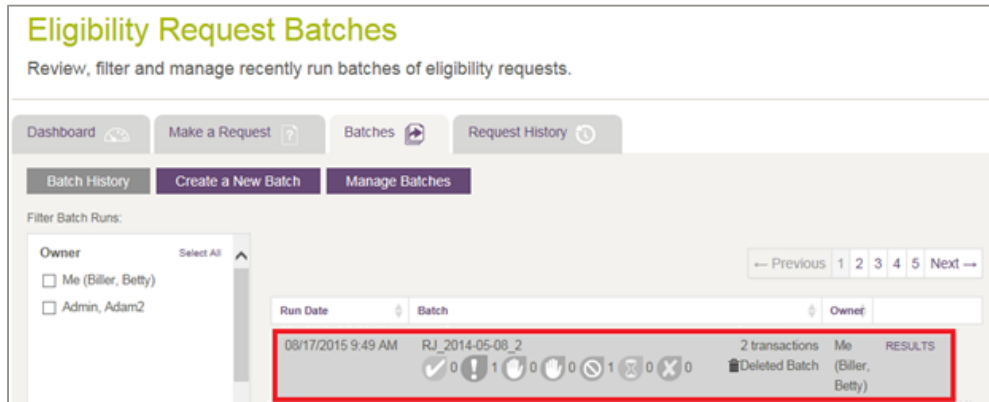 Eligibility Request Batches
Review, filter and manage recently run batches of eligibility requests.
Dashboard Make a Request ? Batches Request History
Batch History Create a New Batch Manage Batches
Filter Batch Runs:
Owner Select All
Me (Biller, Betty)
Admin, Adam2
← Previous 1 2 3 4 5 Next →
Run Date Batch Owner
08/17/2015 9:49 AM RJ_2014-05-08_2 2 transactions Me RESULTS
0 ! 1 0 0 1 0 0 Deleted Batch (Biller,
Betty)